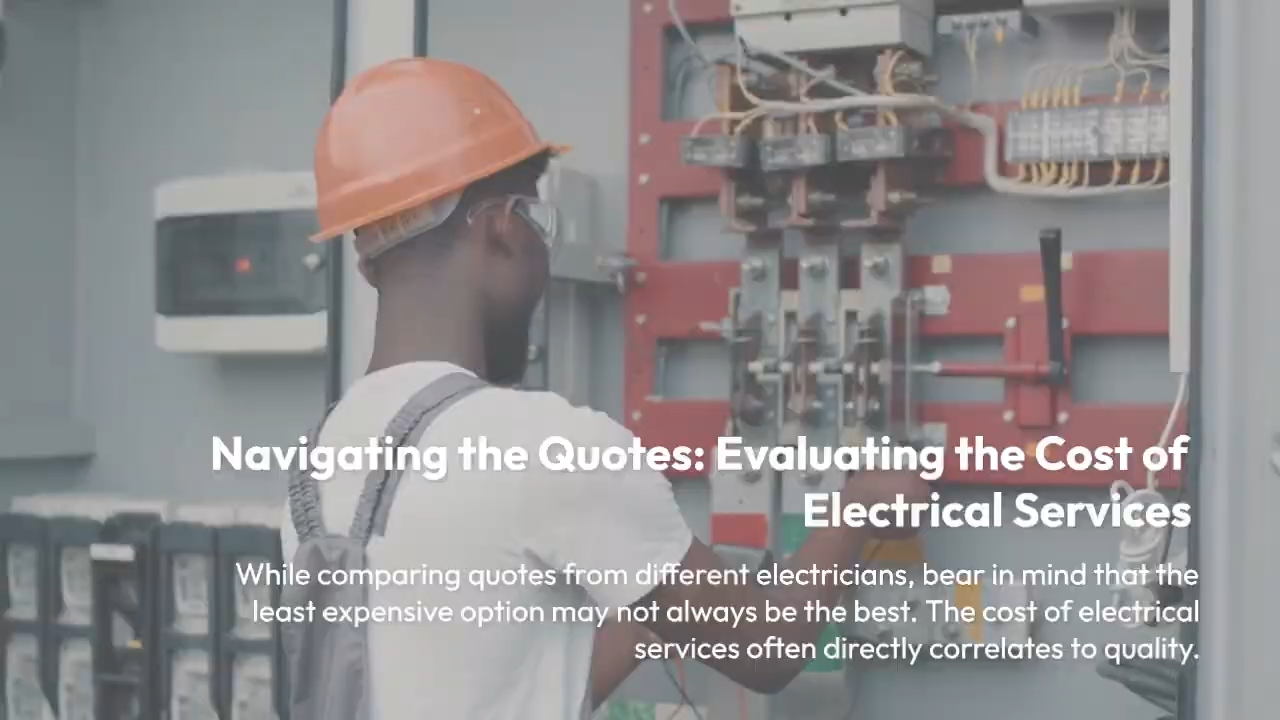 Navigating the Quotes: Evaluating the Cost of
Electrical Services
While comparing quotes from different electricians, bear in mind that the
least expensive option may not always be the best. The cost of electrical
services often directly correlates to quality.